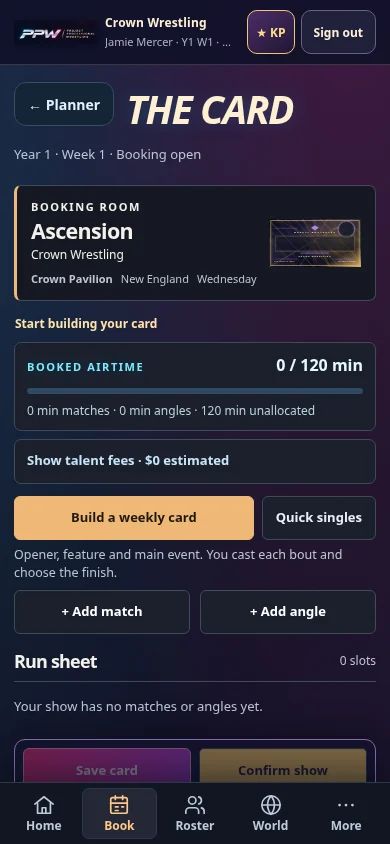 PPW
Crown Wrestling
Jamie Mercer · Y1 W1 · ...
★ KP
Sign out
← Planner
THE CARD
Year 1 · Week 1 · Booking open
BOOKING ROOM
Ascension
Crown Wrestling
Crown Pavilion New England Wednesday
Start building your card
BOOKED AIRTIME
0 / 120 min
0 min matches · 0 min angles · 120 min unallocated
Show talent fees · $0 estimated
Build a weekly card
Quick singles
Opener, feature and main event. You cast each bout and
choose the finish.
+ Add match
+ Add angle
Run sheet
0 slots
Your show has no matches or angles yet.
Save card
Confirm show
Home
Book
Roster
World
More